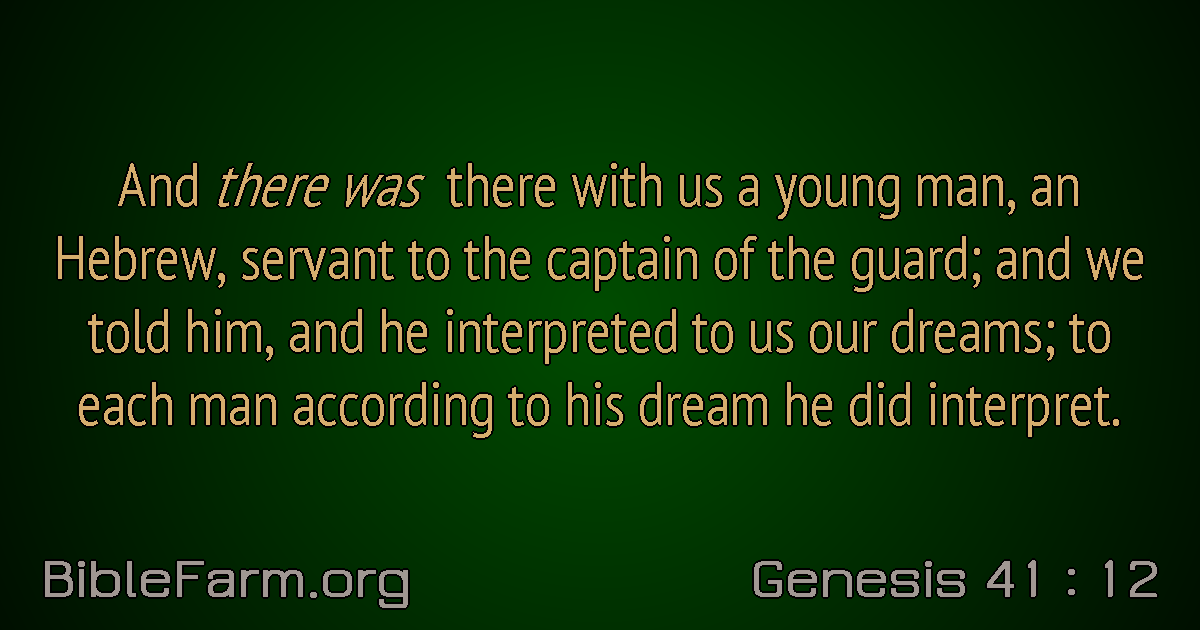 And there was there with us a young man, an
Hebrew, servant to the captain of the guard; and we
told him, and he interpreted to us our dreams; to
each man according to his dream he did interpret.
BibleFarm.org
Genesis 41 : 12